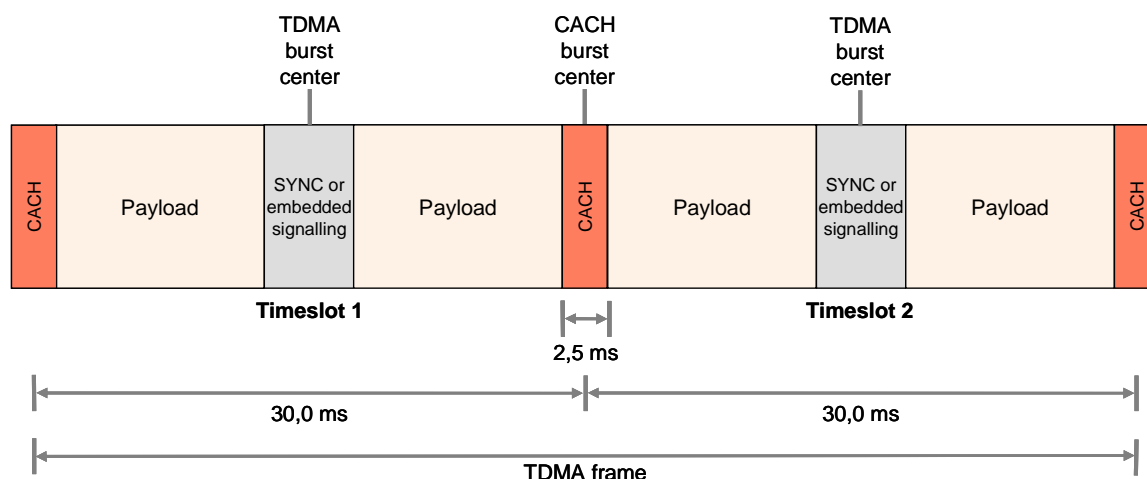 TDMA
burst
center
CACH
burst
center
TDMA
burst
center
CACH
Payload
SYNC or
embedded
signalling
Payload
CACH
Payload
SYNC or
embedded
signalling
Payload
CACH
Timeslot 1
Timeslot 2
2,5 ms
30,0 ms
30,0 ms
TDMA frame